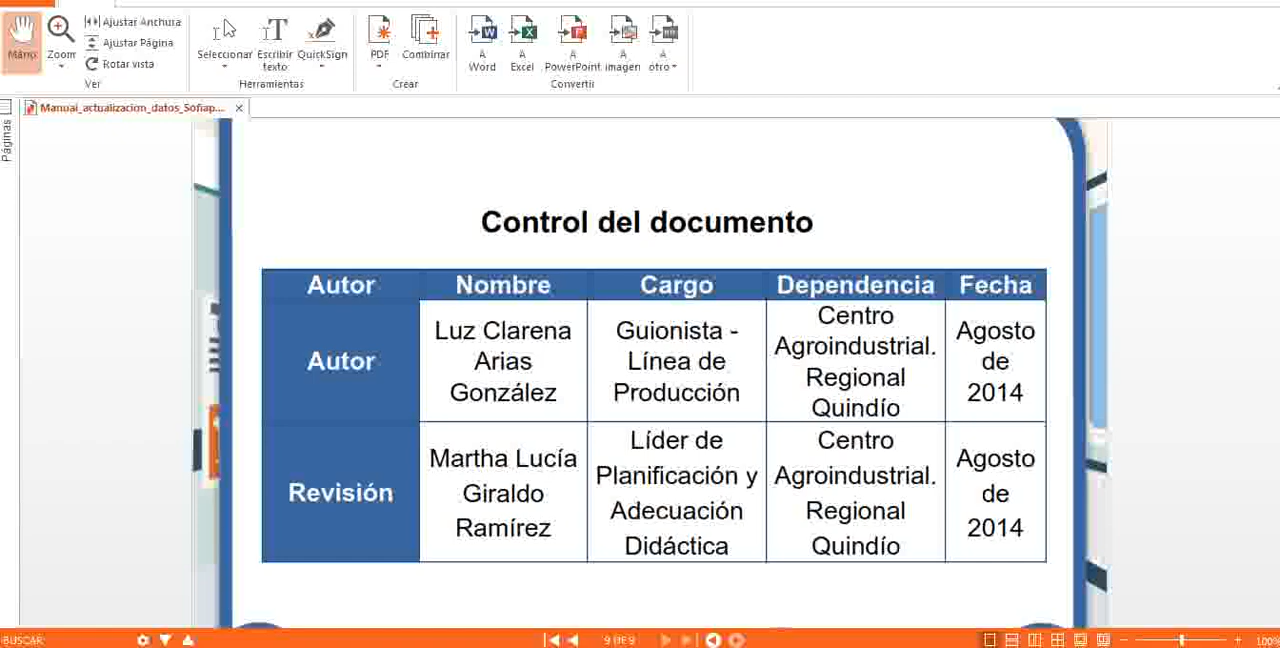 Ajustar Anchura
Ajustar Página
Rotar vista
Mano
Zoom
Ver
Seleccionar
Escribir texto
QuickSign
Herramientas
PDF
Combinar
Crear
A Word
A Excel
A PowerPoint
A imagen
A otro
Convertir
Manual_actualizacion_datos_Sofiap...
Páginas
Control del documento
Autor Nombre Cargo Dependencia Fecha
Autor
Luz Clarena
Arias
González
Guionista -
Línea de
Producción
Centro
Agroindustrial.
Regional
Quindío
Agosto
de
2014
Revisión
Martha Lucía
Giraldo
Ramírez
Líder de
Planificación y
Adecuación
Didáctica
Centro
Agroindustrial.
Regional
Quindío
Agosto
de
2014
BUSCAR
9 DE 9
100%